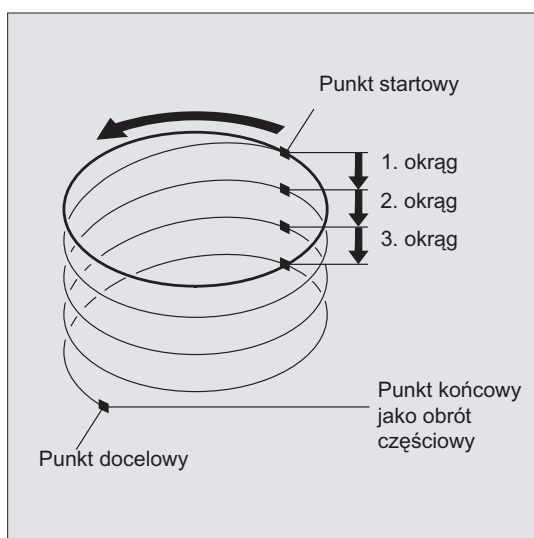 Punkt startowy
1. okrąg
2. okrąg
3. okrąg
Punkt końcowy
jako obrót
częściowy
Punkt docelowy